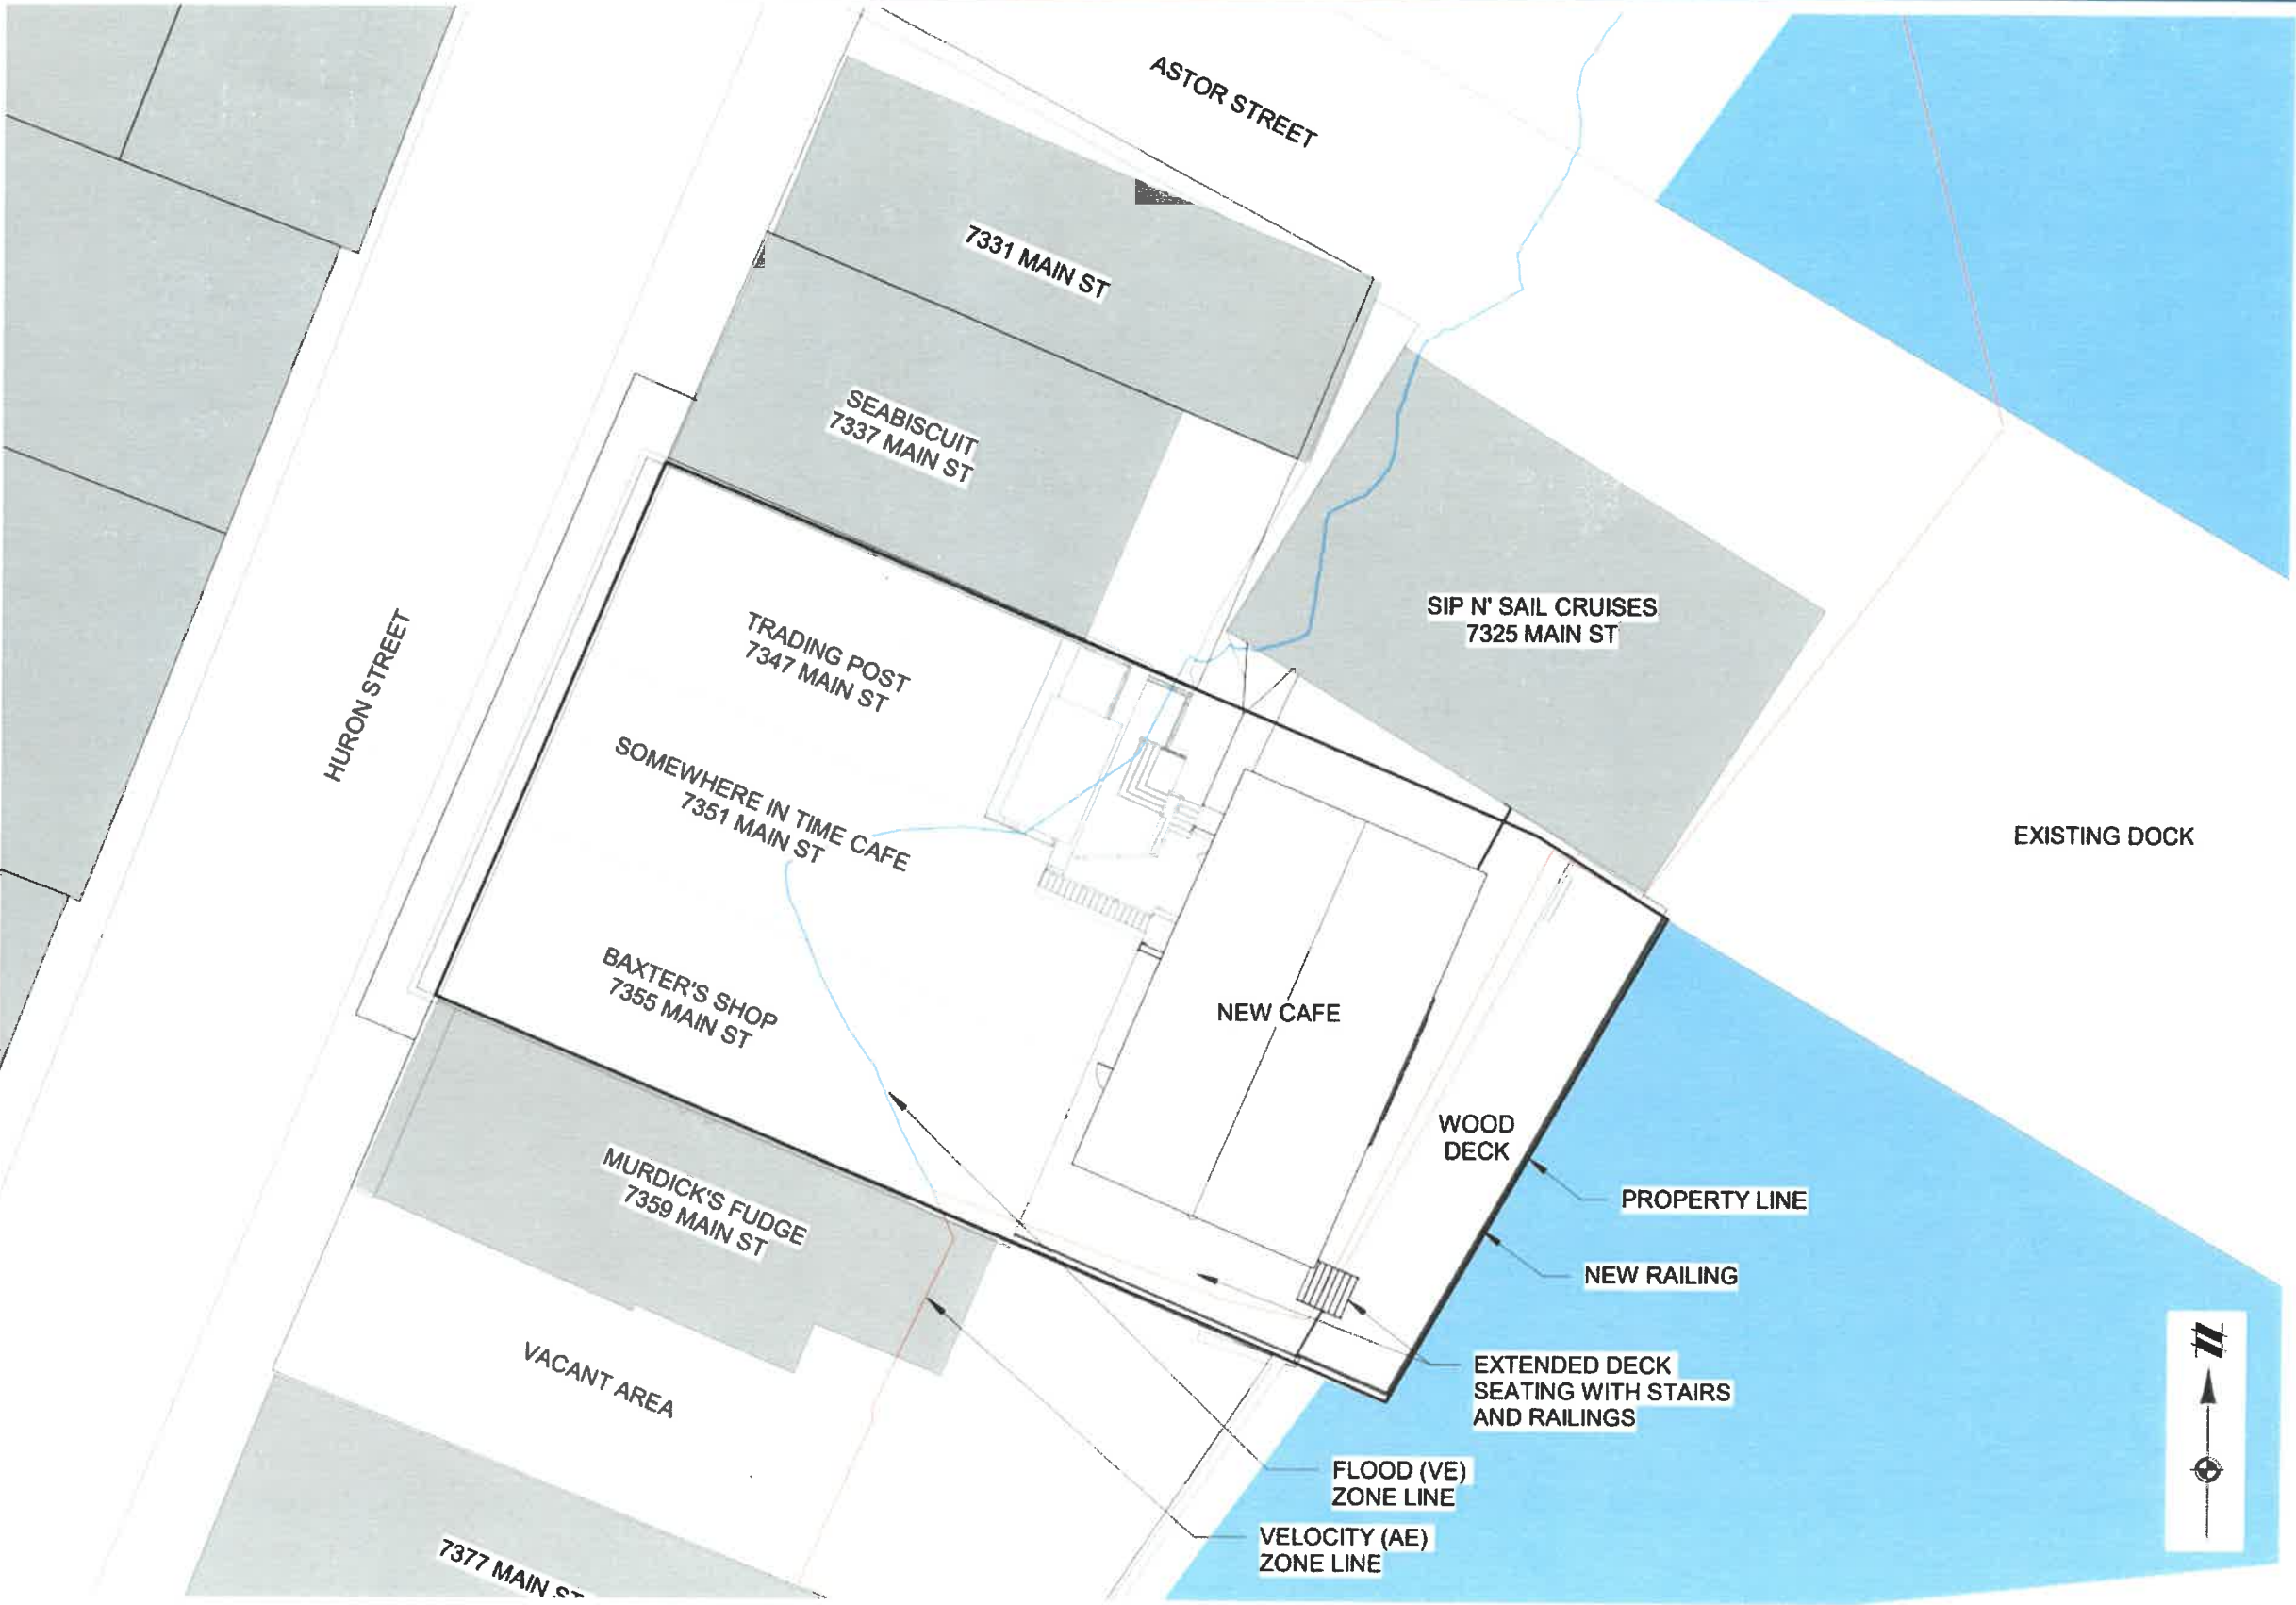 ASTOR STREET
7331 MAIN ST
SEABISCUIT
7337 MAIN ST
SIP N' SAIL CRUISES
7325 MAIN ST
HURON STREET
TRADING POST
7347 MAIN ST
SOMEWHERE IN TIME CAFE
7351 MAIN ST
EXISTING DOCK
BAXTER'S SHOP
7355 MAIN ST
NEW CAFE
WOOD
DECK
MURDICK'S FUDGE
7359 MAIN ST
PROPERTY LINE
NEW RAILING
VACANT AREA
EXTENDED DECK
SEATING WITH STAIRS
AND RAILINGS
FLOOD (VE)
ZONE LINE
VELOCITY (AE)
ZONE LINE
7377 MAIN ST